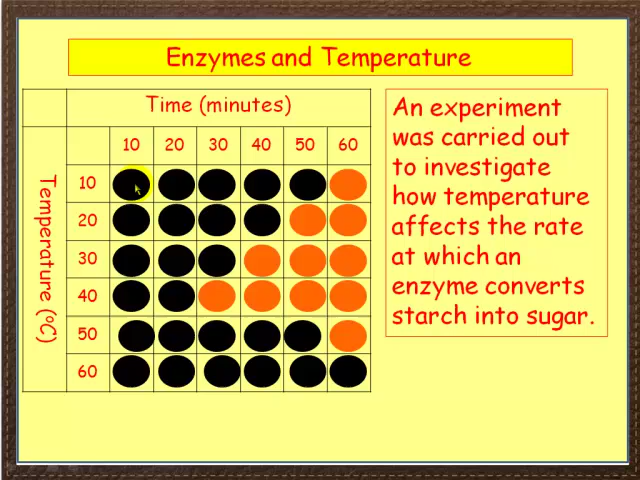 Enzymes and Temperature
Time (minutes)
10 20 30 40 50 60
Temperature (ºC)
10
20
30
40
50
60
An experiment
was carried out
to investigate
how temperature
affects the rate
at which an
enzyme converts
starch into sugar.